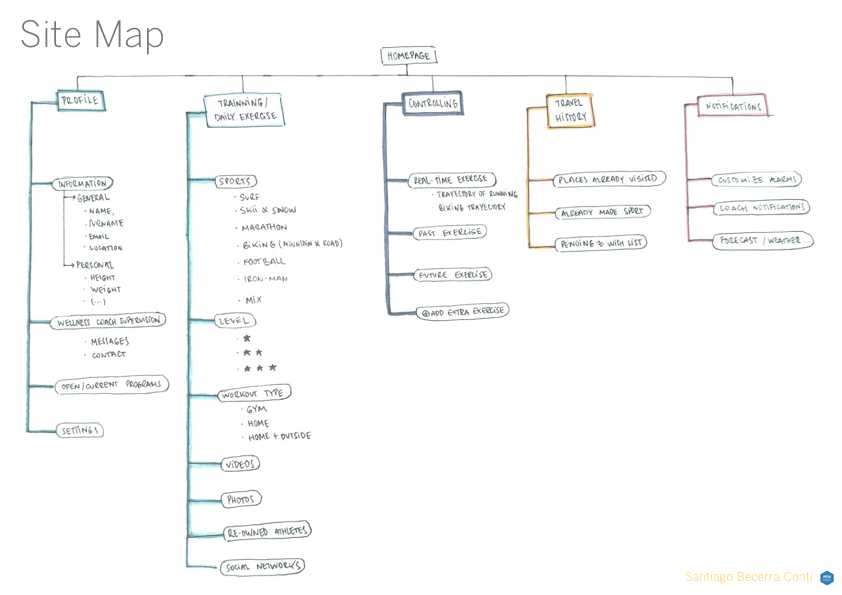 Site Map
HOMEPAGE
PROFILE
INFORMATION
GENERAL
· NAME,
· SURNAME
· EMAIL
· LOCATION
PERSONAL
· HEIGHT
· WEIGHT
· (...)
WELLNESS COACH SUPERVISION
· MESSAGES
· CONTACT
OPEN/CURRENT PROGRAMS
SETTINGS
TRAINNING/
DAILY EXERCISE
SPORTS
· SURF
· SKII & SNOW
· MARATHON
· BIKING (MOUNTAIN & ROAD)
· FOOTBALL
· IRON-MAN
· MIX
LEVEL
· ★
· ★ ★
· ★ ★ ★
WORKOUT TYPE
· GYM
· HOME
· HOME + OUTSIDE
VIDEOS
PHOTOS
RE-OWNED ATHLETES
SOCIAL NETWORKS
CONTROLLING
REAL-TIME EXERCISE
· TRAYECTORY OF RUNNING
· BIKING TRAYECTORY
PAST EXERCISE
FUTURE EXERCISE
⊕ ADD EXTRA EXERCISE
TRAVEL
HISTORY
PLACES ALREADY VISITED
ALREADY MADE SPORT
PENDING & WISH LIST
NOTIFICATIONS
CUSTOMIZE ALARMS
COACH NOTIFICATIONS
FORECAST / WEATHER...
Santiago Becerra Conti